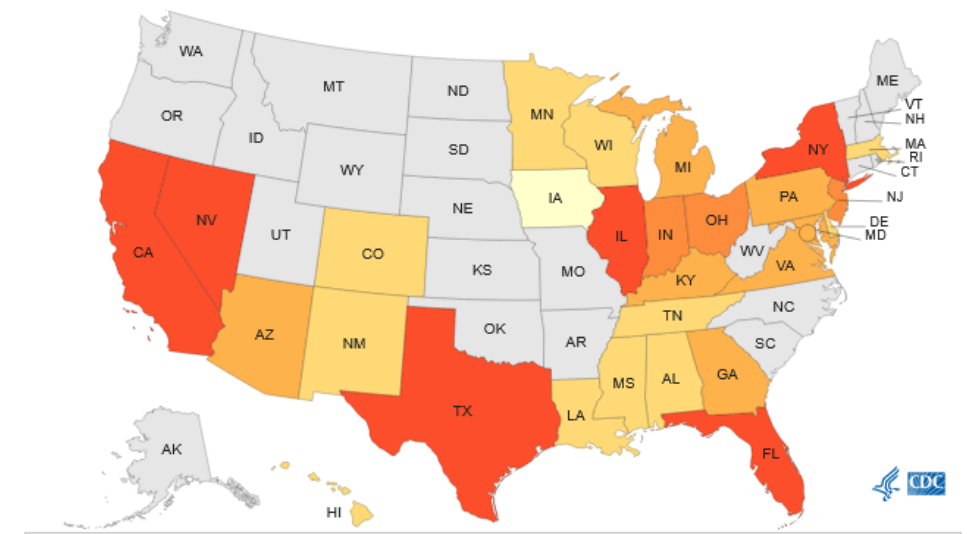 WA
MT
ND
MN
ME
VT
NH
OR
ID
SD
WI
MI
NY
MA
RI
CT
WY
IA
PA
NJ
NE
NV
UT
IL
IN
OH
DE
MD
CA
CO
KS
MO
WV
VA
KY
AZ
NM
OK
AR
TN
NC
SC
TX
MS
AL
GA
LA
FL
AK
HI
CDC